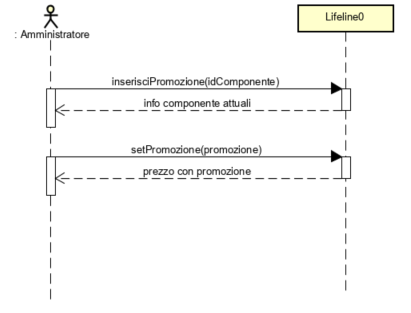 Lifeline0
: Amministratore
inserisciPromozione(idComponente)
info componente attuali
setPromozione(promozione)
prezzo con promozione